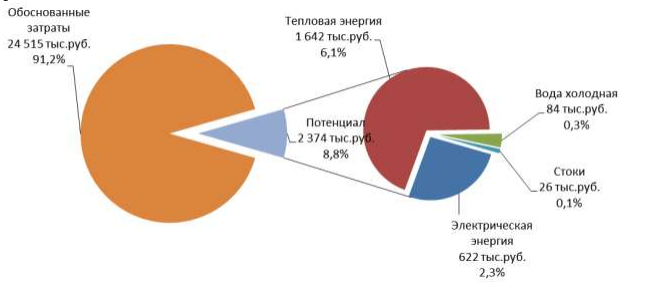 Обоснованные
затраты
24 515 тыс.руб.
91,2%
Тепловая энергия
1 642 тыс.руб.
6,1%
Потенциал
2 374 тыс.руб.
8,8%
Вода холодная
84 тыс.руб.
0,3%
Стоки
26 тыс.руб.
0,1%
Электрическая
энергия
622 тыс.руб.
2,3%